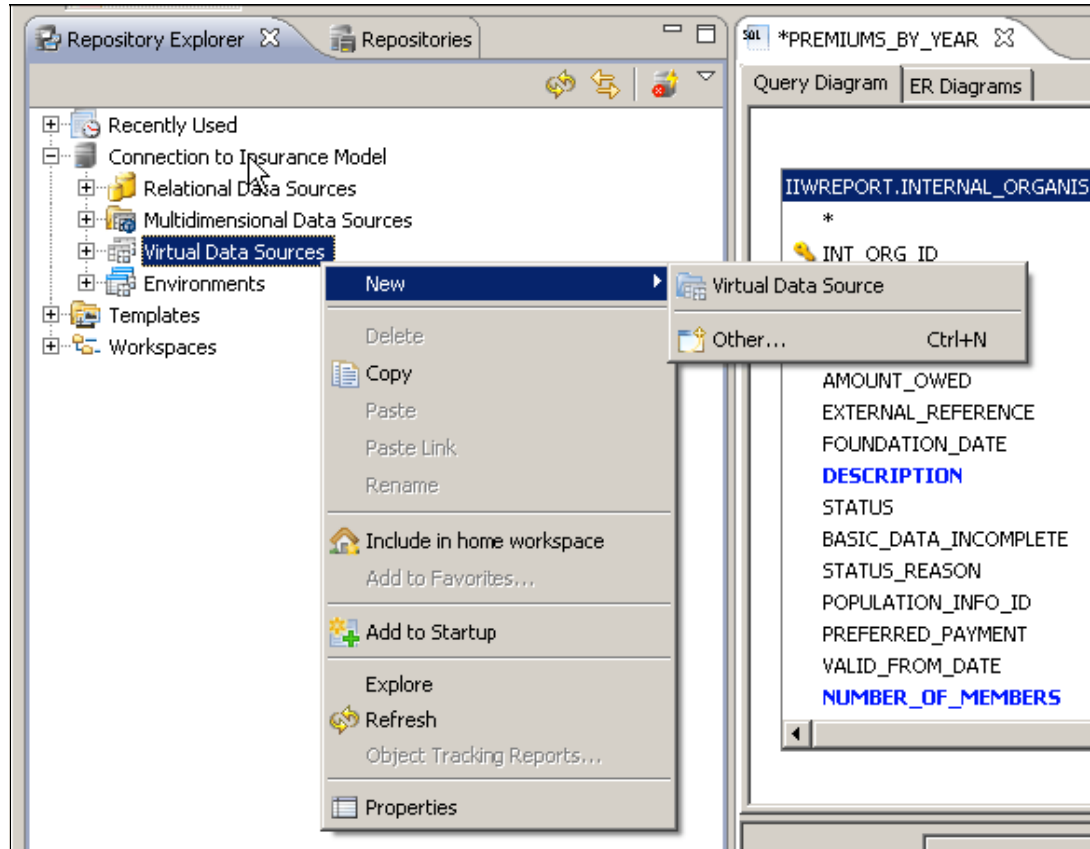 Repository Explorer
Repositories
SQL *PREMIUMS_BY_YEAR
Query Diagram ER Diagrams
Recently Used
Connection to Insurance Model
Relational Data Sources
Multidimensional Data Sources
Virtual Data Sources
Environments
Templates
Workspaces
New
Delete
Copy
Paste
Paste Link
Rename
Include in home workspace
Add to Favorites...
Add to Startup
Explore
Refresh
Object Tracking Reports...
Properties
Virtual Data Source
Other... Ctrl+N
IIWREPORT.INTERNAL_ORGANIS
*
INT_ORG_ID
AMOUNT_OWED
EXTERNAL_REFERENCE
FOUNDATION_DATE
DESCRIPTION
STATUS
BASIC_DATA_INCOMPLETE
STATUS_REASON
POPULATION_INFO_ID
PREFERRED_PAYMENT
VALID_FROM_DATE
NUMBER_OF_MEMBERS